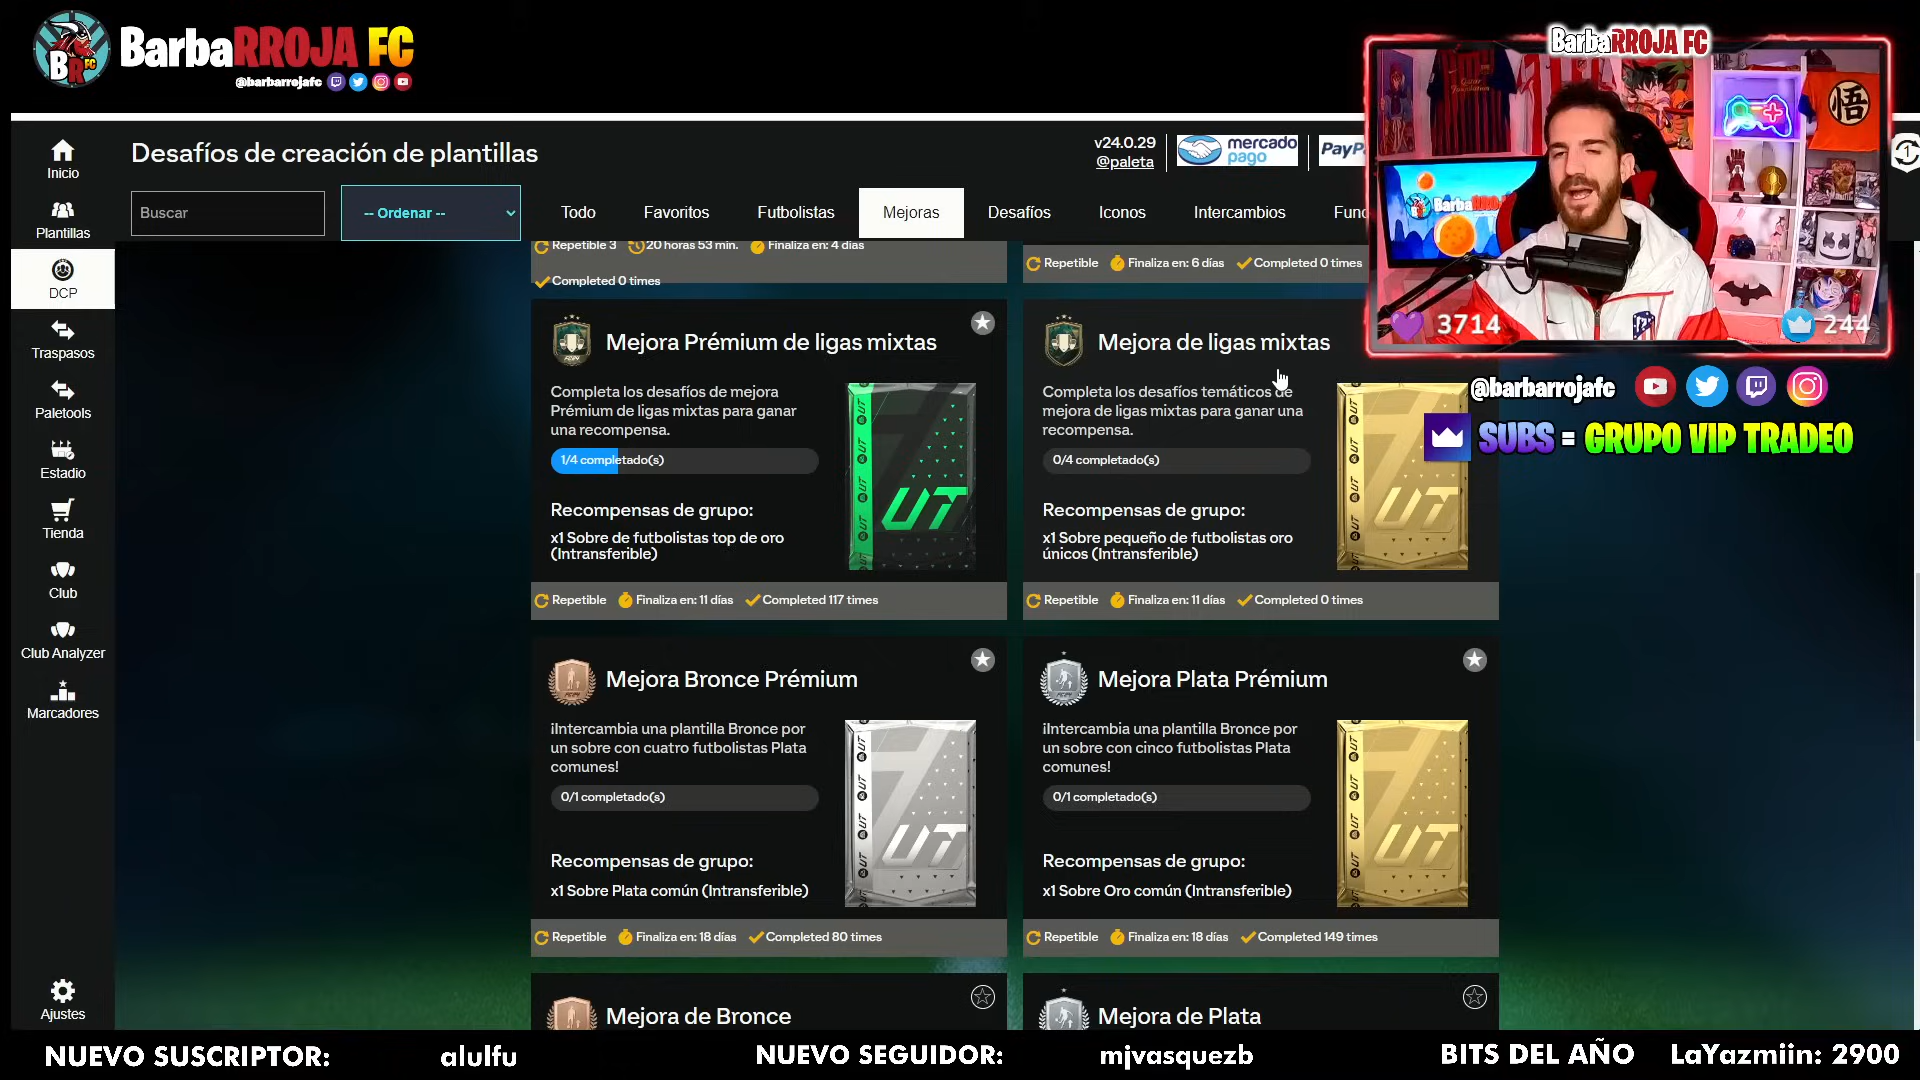 BarbaRROJA FC
@barbarrojafc
BarbaRROJA FC
Inicio
Plantillas
DCP
Traspasos
Paletools
Estadio
Tienda
Club
Club Analyzer
Marcadores
Ajustes
Desafíos de creación de plantillas
v24.0.29
@paleta
mercado
pago
PayP
Buscar
-- Ordenar --
Todo
Favoritos
Futbolistas
Mejoras
Desafíos
Iconos
Intercambios
Func
3714
244
@barbarrojafc
SUBS = GRUPO VIP TRADEO
Repetible 3 20 horas 53 min. Finaliza en: 4 días
Completed 0 times
Repetible Finaliza en: 6 días Completed 0 times
Mejora Prémium de ligas mixtas
Completa los desafíos de mejora
Prémium de ligas mixtas para ganar
una recompensa.
1/4 completado(s)
Recompensas de grupo:
x1 Sobre de futbolistas top de oro
(Intransferible)
UT
Repetible Finaliza en: 11 días Completed 117 times
Mejora de ligas mixtas
Completa los desafíos temáticos de
mejora de ligas mixtas para ganar una
recompensa.
0/4 completado(s)
Recompensas de grupo:
x1 Sobre pequeño de futbolistas oro
únicos (Intransferible)
UT
Repetible Finaliza en: 11 días Completed 0 times
Mejora Bronce Prémium
¡Intercambia una plantilla Bronce por
un sobre con cuatro futbolistas Plata
comunes!
0/1 completado(s)
Recompensas de grupo:
x1 Sobre Plata común (Intransferible)
UT
Repetible Finaliza en: 18 días Completed 80 times
Mejora Plata Prémium
¡Intercambia una plantilla Bronce por
un sobre con cinco futbolistas Plata
comunes!
0/1 completado(s)
Recompensas de grupo:
x1 Sobre Oro común (Intransferible)
UT
Repetible Finaliza en: 18 días Completed 149 times
Mejora de Bronce
Mejora de Plata
NUEVO SUSCRIPTOR: alulfu
NUEVO SEGUIDOR: mjvasquezb
BITS DEL AÑO LaYazmiin: 2900